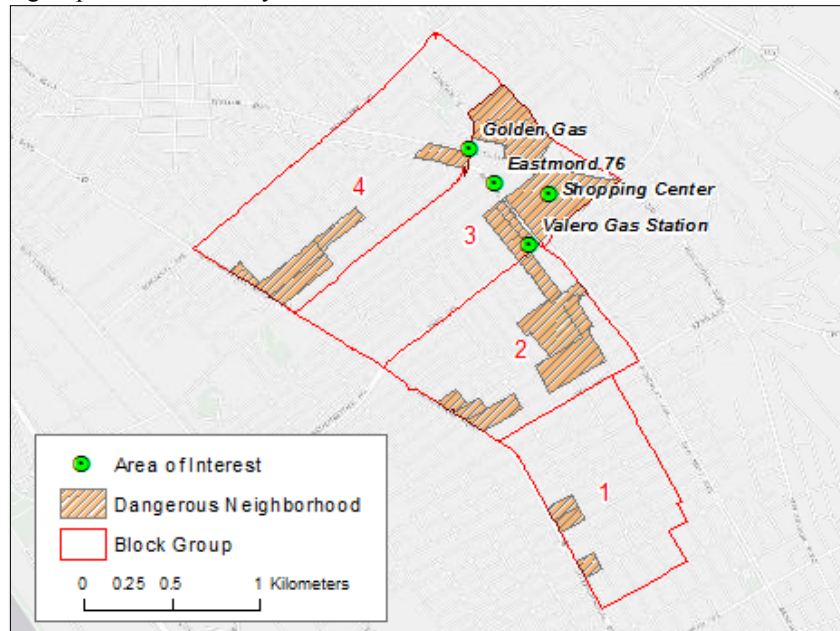 Golden Gas
Eastmond 76
4
Shopping Center
3
Valero Gas Station
2
1
Area of Interest
Dangerous Neighborhood
Block Group
0 0.25 0.5 1 Kilometers